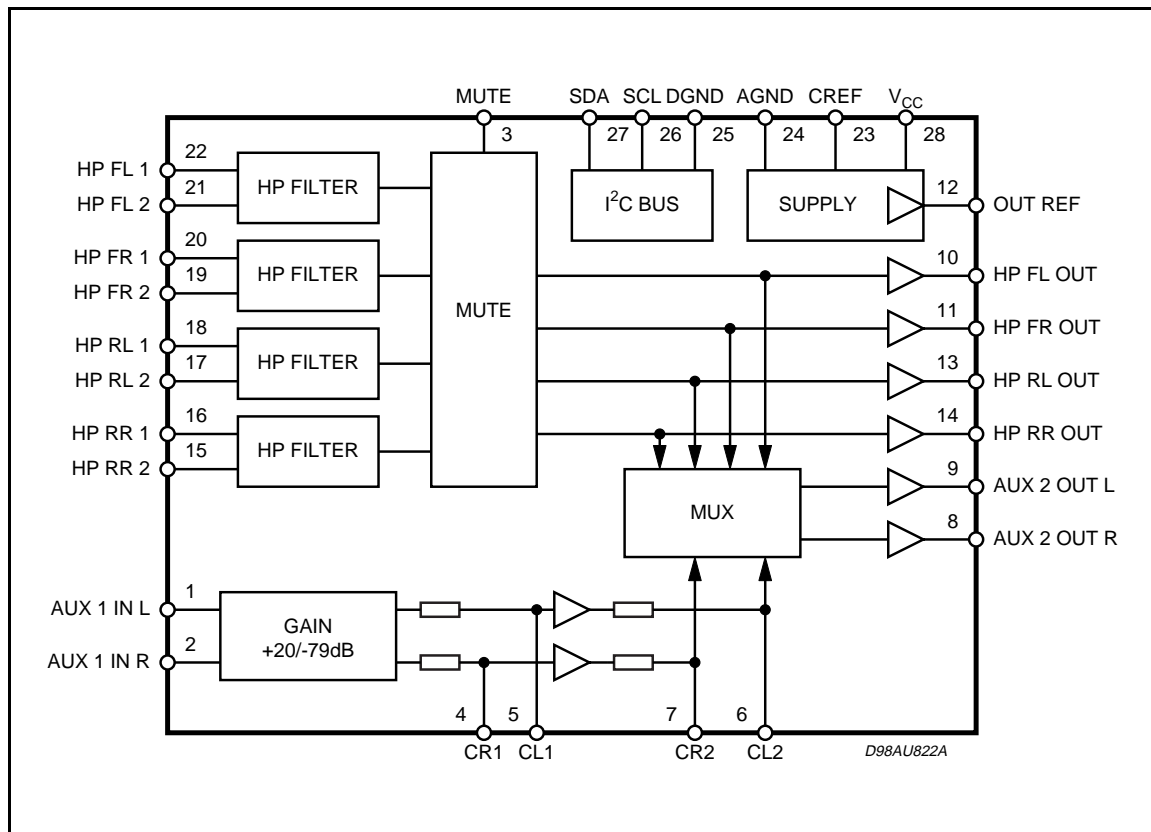 MUTE SDA SCL DGND AGND CREF VCC
3 27 26 25 24 23 28
HP FL 1 22
HP FL 2 21
HP FILTER
HP FR 1 20
HP FR 2 19
HP FILTER
HP RL 1 18
HP RL 2 17
HP FILTER
HP RR 1 16
HP RR 2 15
HP FILTER
MUTE
I2C BUS
SUPPLY
12 OUT REF
10 HP FL OUT
11 HP FR OUT
13 HP RL OUT
14 HP RR OUT
9 AUX 2 OUT L
8 AUX 2 OUT R
MUX
AUX 1 IN L 1
AUX 1 IN R 2
GAIN
+20/-79dB
4 5 7 6
CR1 CL1 CR2 CL2
D98AU822A